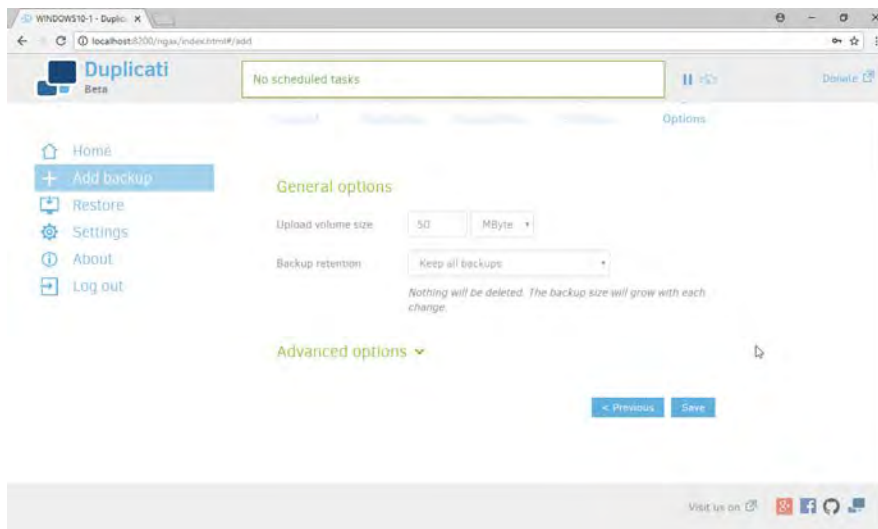 WINDOWS10-1 - Duplic
localhost:8200/ngax/index.html#/add
Duplicati
Beta
No scheduled tasks
Donate
Options
Home
Add backup
Restore
Settings
About
Log out
General options
Upload volume size
50
MByte
Backup retention
Keep all backups
Nothing will be deleted. The backup size will grow with each
change.
Advanced options
< Previous
Save
Visit us on